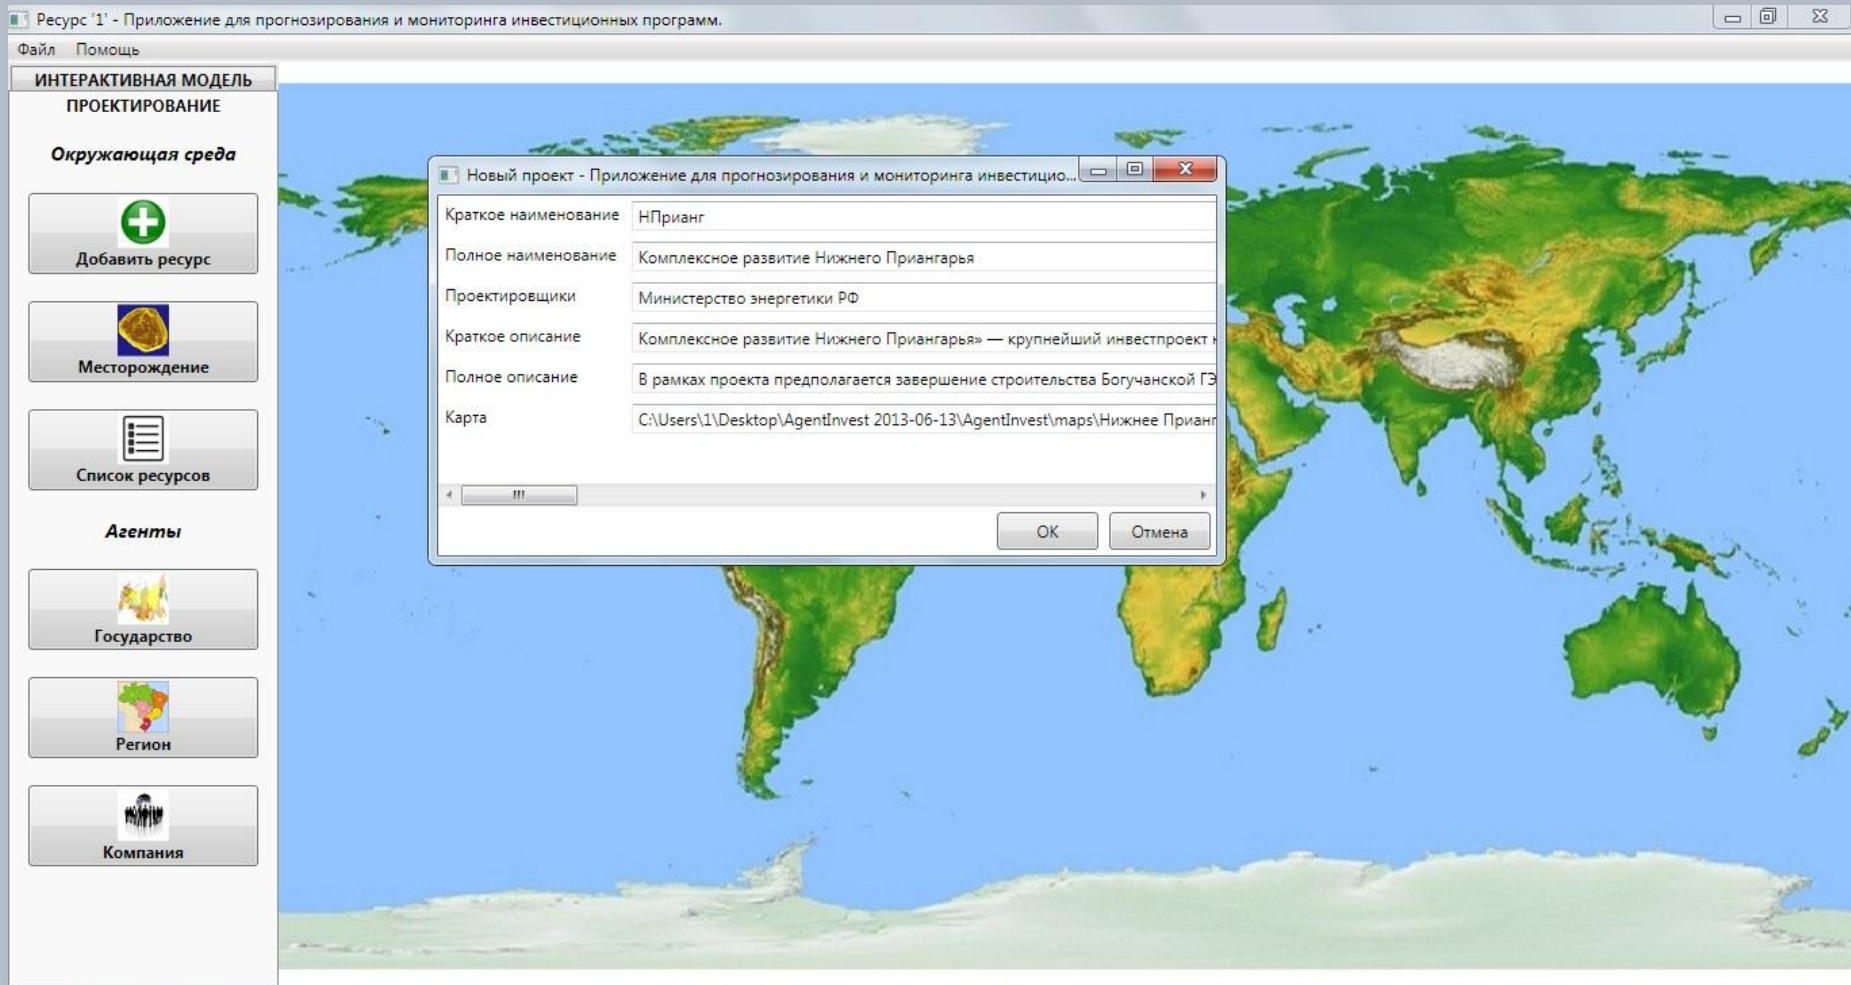 Ресурс '1' - Приложение для прогнозирования и мониторинга инвестиционных программ.
Файл Помощь
ИНТЕРАКТИВНАЯ МОДЕЛЬ
ПРОЕКТИРОВАНИЕ
Окружающая среда
Добавить ресурс
Месторождение
Список ресурсов
Агенты
Государство
Регион
Компания
Новый проект - Приложение для прогнозирования и мониторинга инвестицио...
Краткое наименование НПрианг
Полное наименование Комплексное развитие Нижнего Приангарья
Проектировщики Министерство энергетики РФ
Краткое описание Комплексное развитие Нижнего Приангарья» — крупнейший инвестпроект
Полное описание В рамках проекта предполагается завершение строительства Богучанской ГЭ
Карта C:\Users\1\Desktop\AgentInvest 2013-06-13\AgentInvest\maps\Нижнее Прианг
ОК Отмена